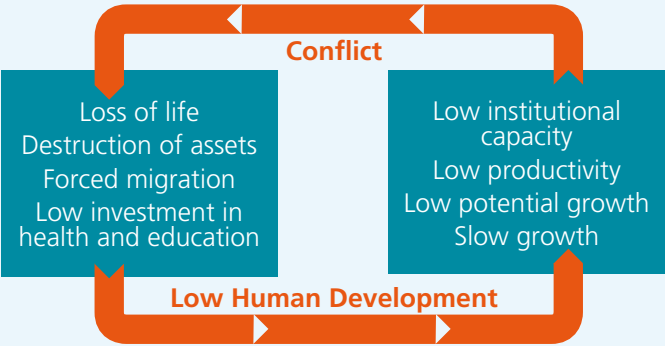 Conflict
Loss of life
Destruction of assets
Forced migration
Low investment in
health and education
Low institutional
capacity
Low productivity
Low potential growth
Slow growth
Low Human Development